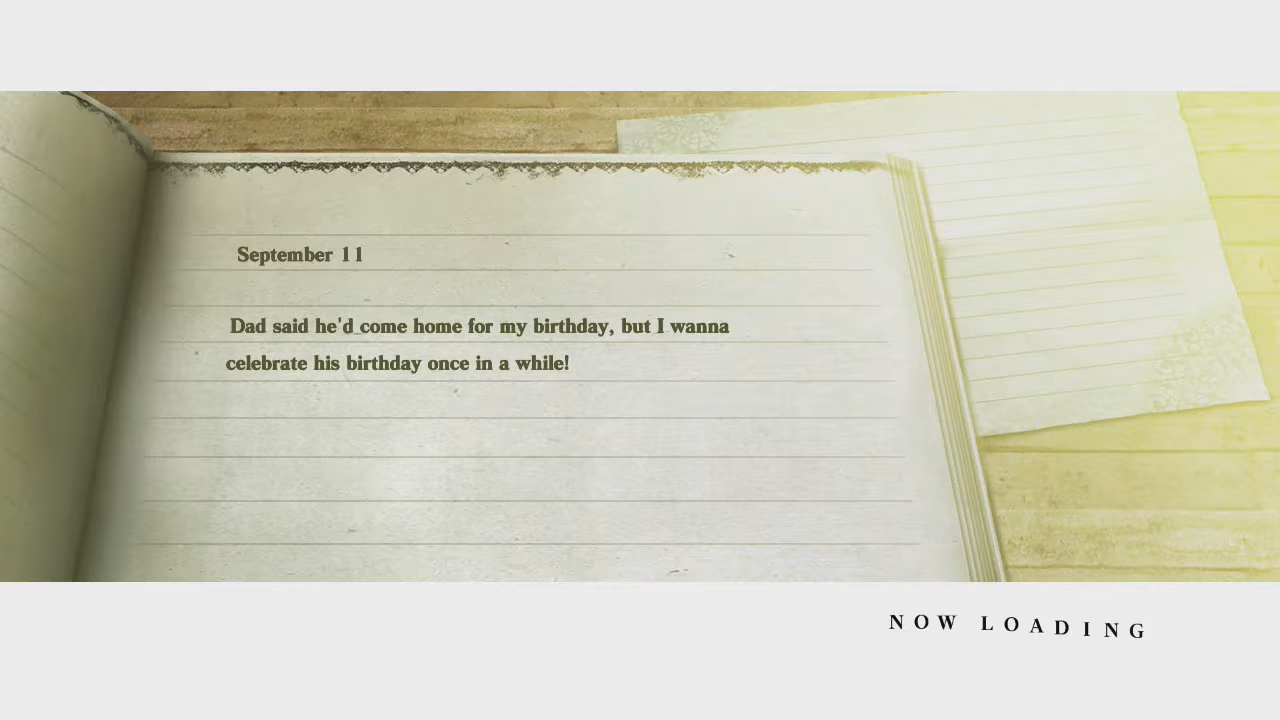 September 11
Dad said he'd come home for my birthday, but I wanna
celebrate his birthday once in a while!
NOW LOADING